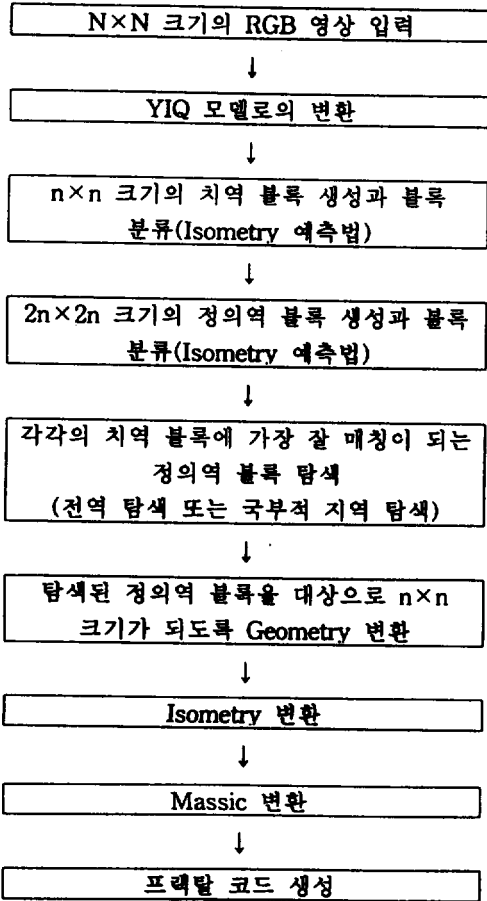 N×N 크기의 RGB 영상 입력
↓
YIQ 모델로의 변환
↓
n×n 크기의 치역 블록 생성과 블록
분류(Isometry 예측법)
↓
2n×2n 크기의 정의역 블록 생성과 블록
분류(Isometry 예측법)
↓
각각의 치역 블록에 가장 잘 매칭이 되는
정의역 블록 탐색
(전역 탐색 또는 국부적 지역 탐색)
↓
탐색된 정의역 블록을 대상으로 n×n
크기가 되도록 Geometry 변환
↓
Isometry 변환
↓
Massic 변환
↓
프랙탈 코드 생성